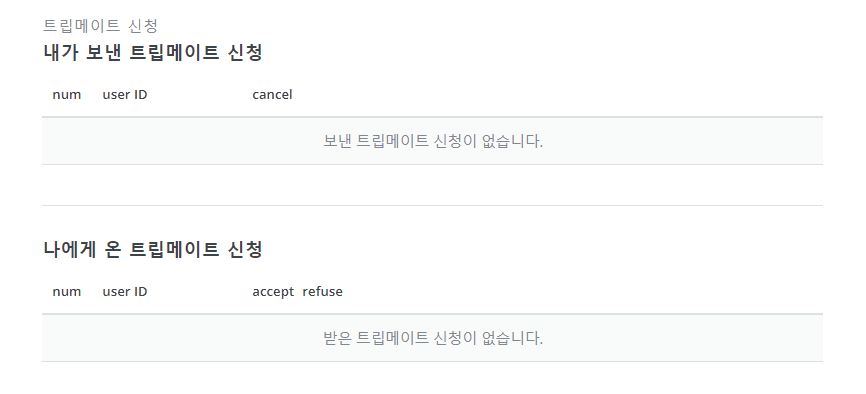 트립메이트 신청
내가 보낸 트립메이트 신청
num user ID cancel
보낸 트립메이트 신청이 없습니다.
나에게 온 트립메이트 신청
num user ID accept refuse
받은 트립메이트 신청이 없습니다.